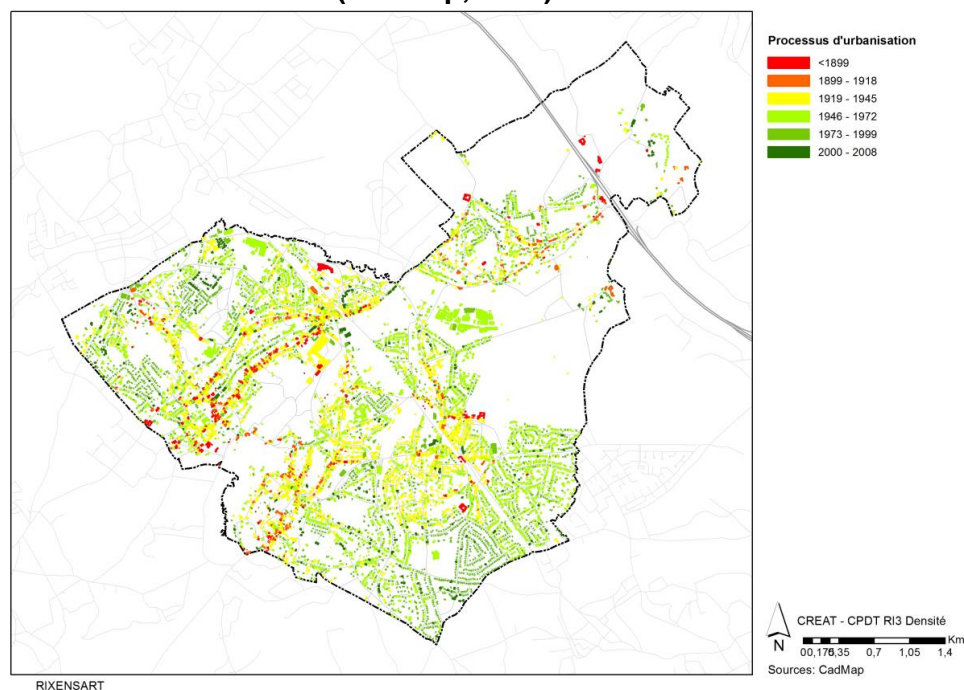 Processus d'urbanisation
<1899
1899 - 1918
1919 - 1945
1946 - 1972
1973 - 1999
2000 - 2008
CREAT - CPDT RI3 Densité
N
Km
0,7 1,05 1,4
Sources: CadMap
RIXENSART